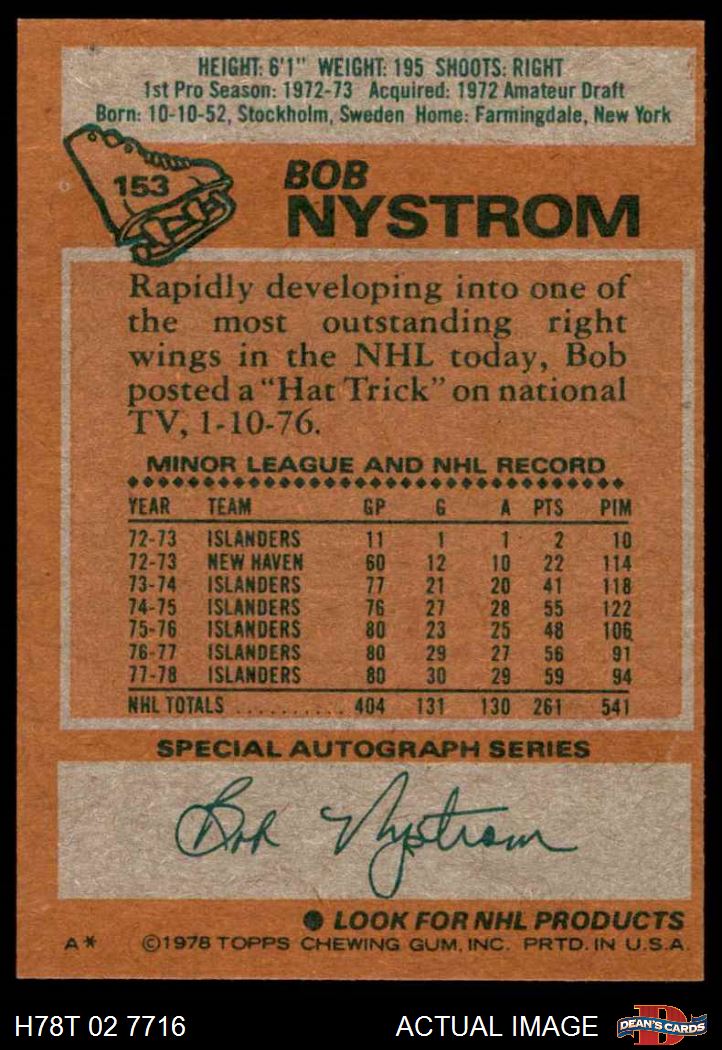 HEIGHT: 6'1" WEIGHT: 195 SHOOTS: RIGHT
1st Pro Season: 1972-73 Acquired: 1972 Amateur Draft
Born: 10-10-52, Stockholm, Sweden Home: Farmingdale, New York
153
BOB
NYSTROM
Rapidly developing into one of
the most outstanding right
wings in the NHL today, Bob
posted a "Hat Trick" on national
TV, 1-10-76.
MINOR LEAGUE AND NHL RECORD
YEAR TEAM GP G A PTS PIM
72-73 ISLANDERS 11 1 1 2 10
72-73 NEW HAVEN 60 12 10 22 114
73-74 ISLANDERS 77 21 20 41 118
74-75 ISLANDERS 76 27 28 55 122
75-76 ISLANDERS 80 23 25 48 106
76-77 ISLANDERS 80 29 27 56 91
77-78 ISLANDERS 80 30 29 59 94
NHL TOTALS .......... 404 131 130 261 541
SPECIAL AUTOGRAPH SERIES
Bob Nystrom
● LOOK FOR NHL PRODUCTS
A* ©1978 TOPPS CHEWING GUM, INC. PRTD. IN U.S.A.
H78T 02 7716 ACTUAL IMAGE D DEAN'S CARDS